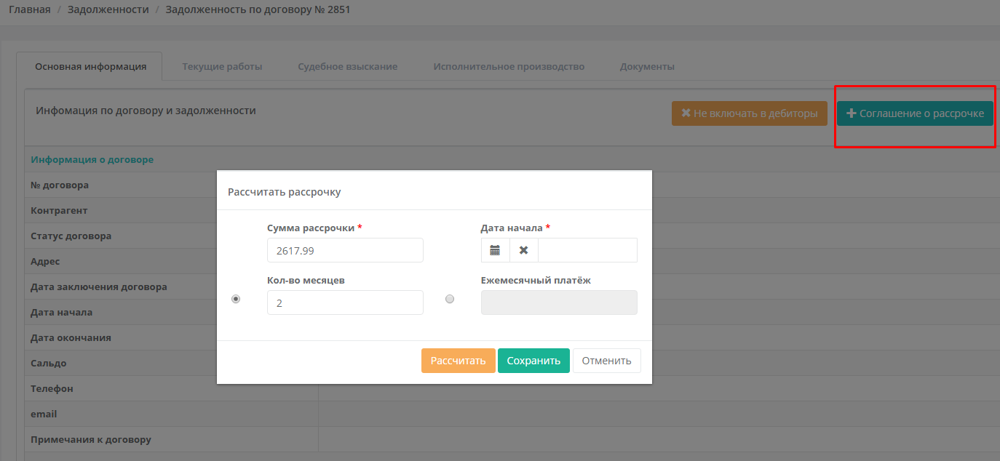 Главная / Задолженности / Задолженность по договору № 2851
Основная информация Текущие работы Судебное взыскание Исполнительное производство Документы
Инфомация по договору и задолженности Не включать в дебиторы Соглашение о рассрочке
Информация о договоре
№ договора
Контрагент
Статус договора
Адрес
Дата заключения договора
Дата начала
Дата окончания
Сальдо
Телефон
email
Примечания к договору
Рассчитать рассрочку
Сумма рассрочки * Дата начала *
2617.99
Кол-во месяцев Ежемесячный платёж
2
Рассчитать Сохранить Отменить